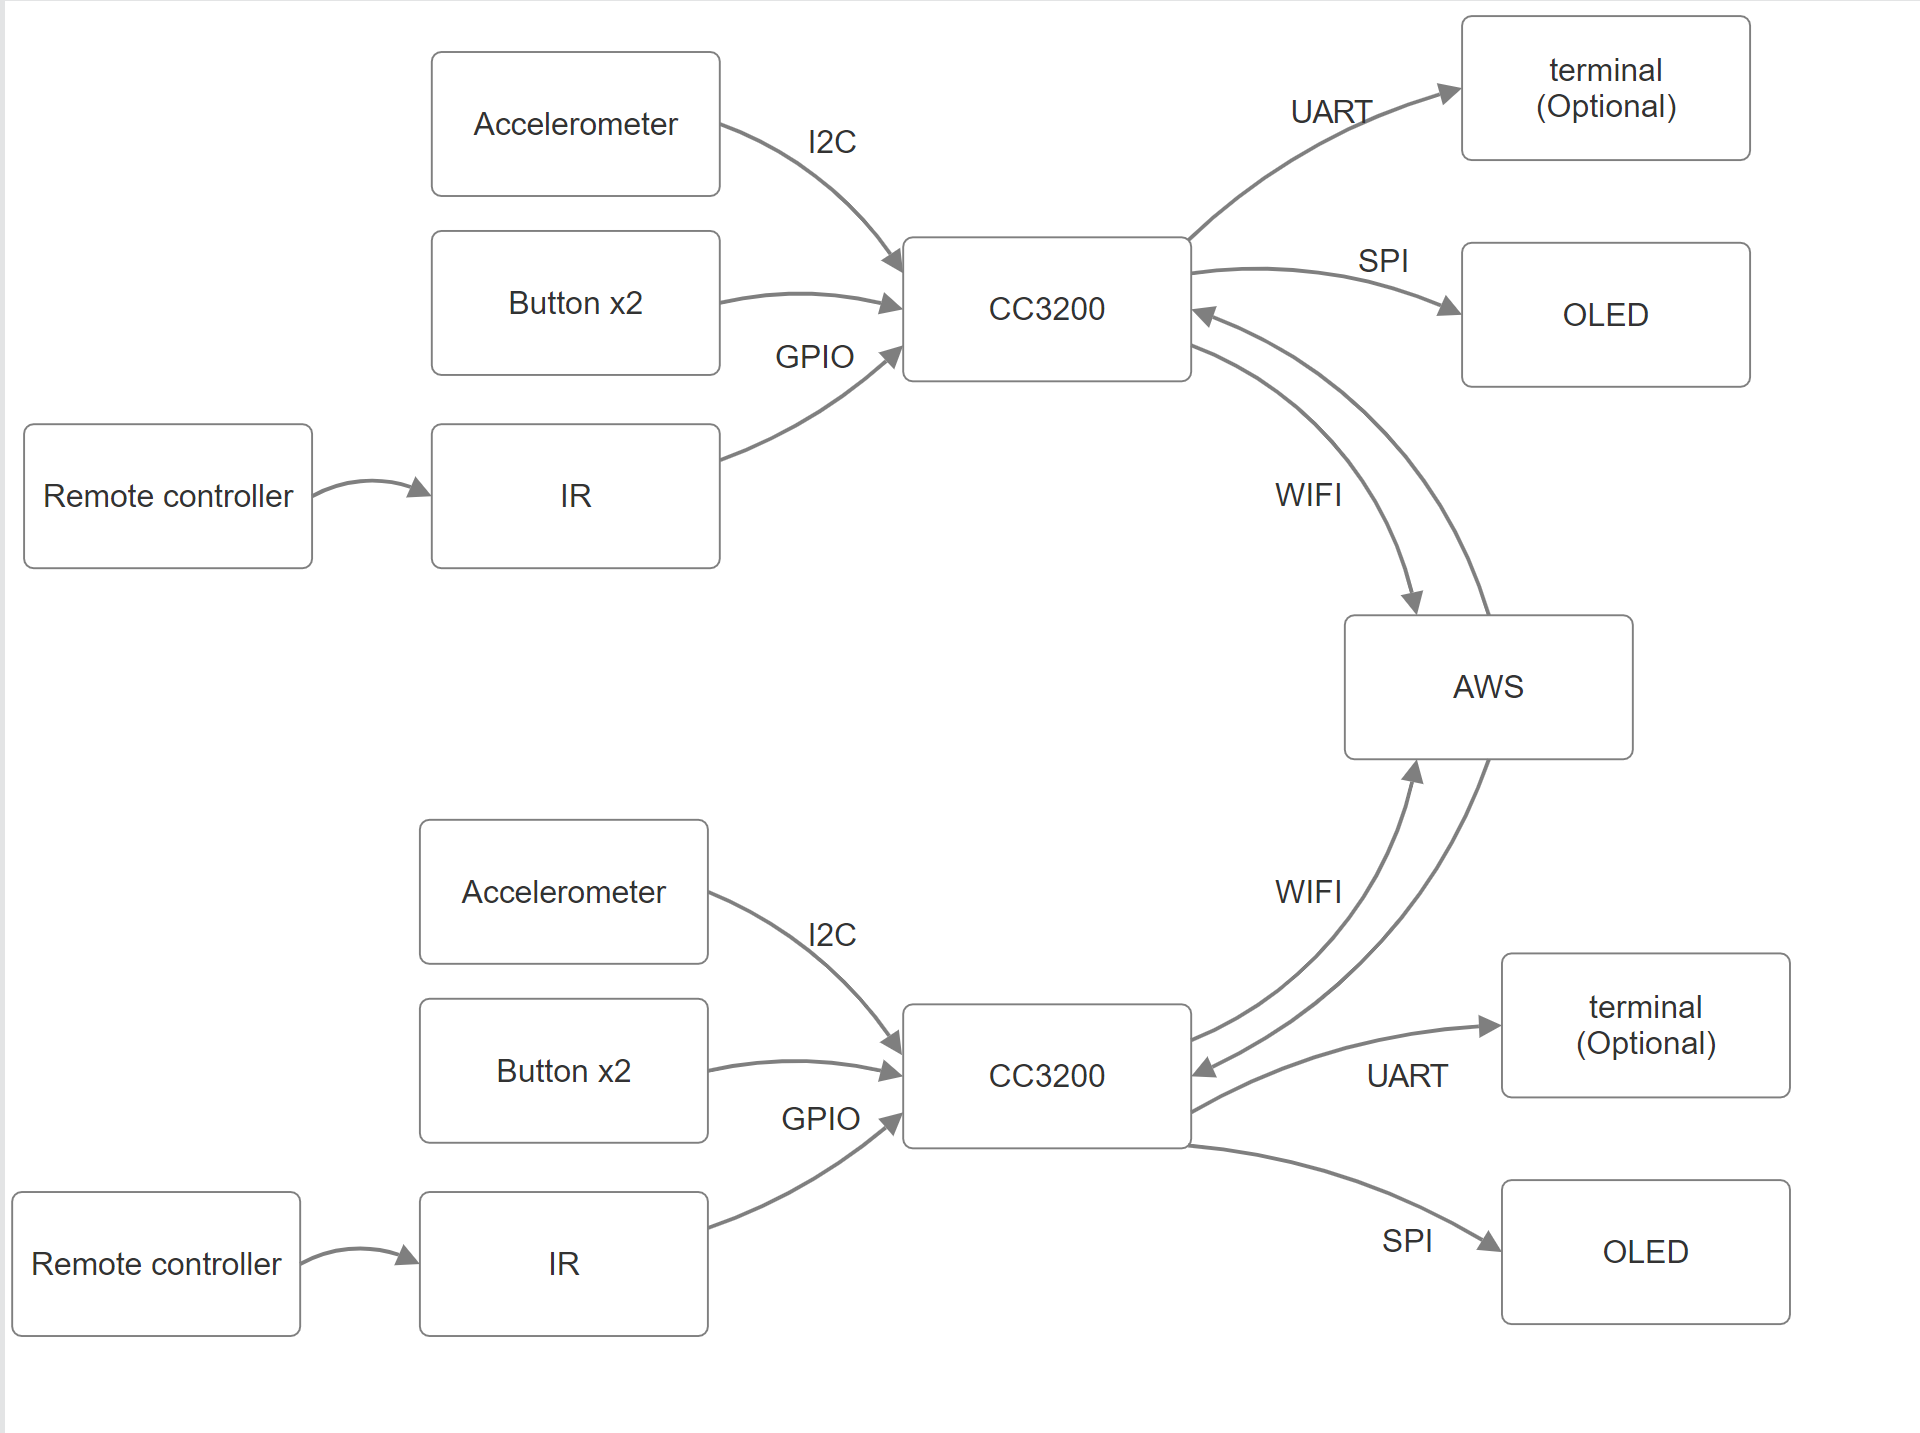 terminal
(Optional)
Accelerometer
UART
I2C
SPI
Button x2
CC3200
OLED
GPIO
Remote controller
IR
WIFI
AWS
Accelerometer
WIFI
I2C
terminal
(Optional)
Button x2
CC3200
UART
GPIO
SPI
OLED
Remote controller
IR